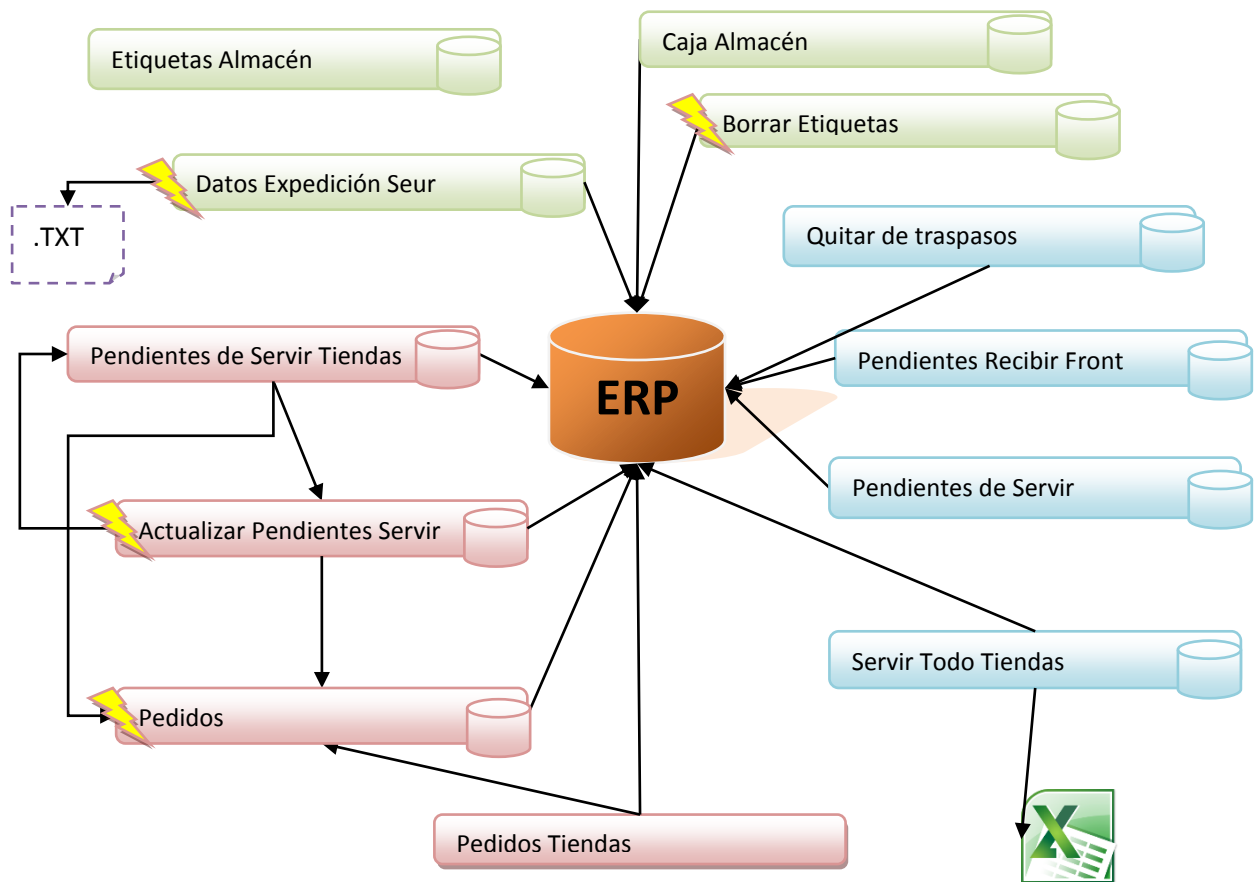 Etiquetas Almacén
Caja Almacén
Borrar Etiquetas
Datos Expedición Seur
.TXT
Quitar de traspasos
Pendientes de Servir Tiendas
ERP
Pendientes Recibir Front
Pendientes de Servir
Actualizar Pendientes Servir
Servir Todo Tiendas
Pedidos
Pedidos Tiendas
X